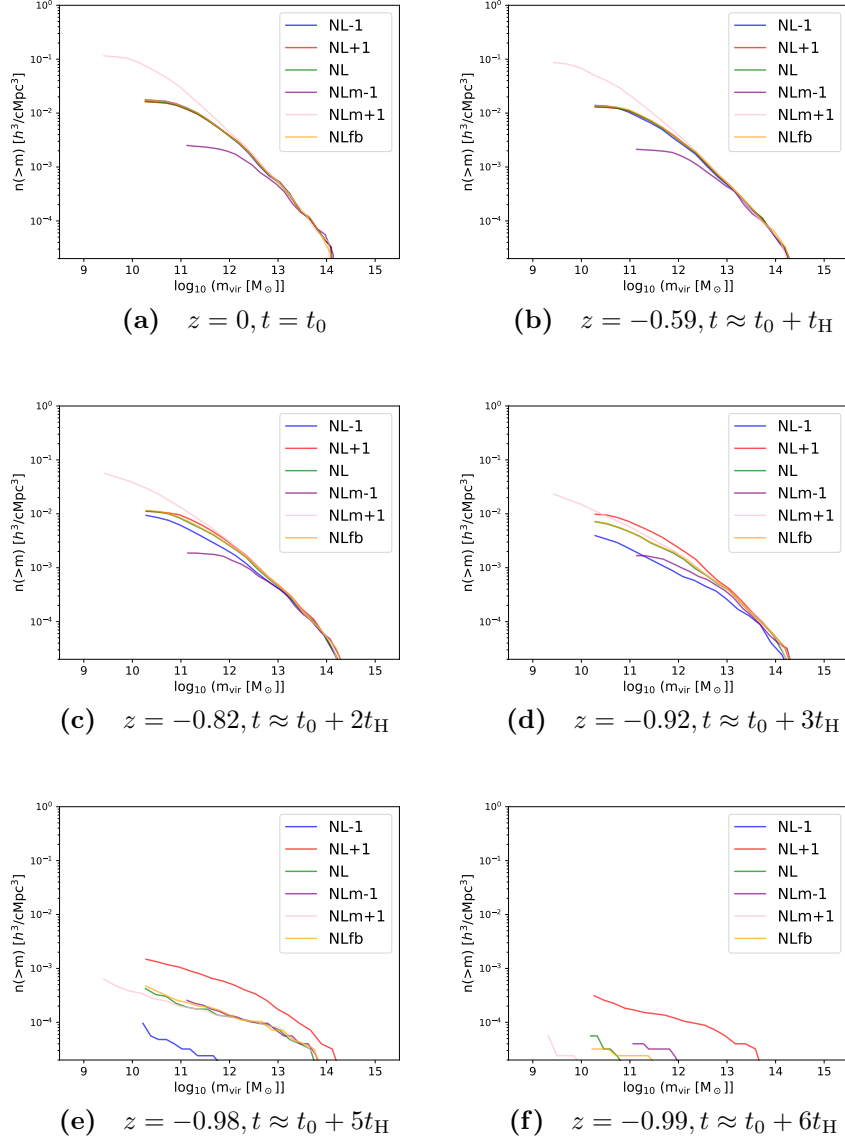 n(>m) [h³/cMpc³]
10⁰
10⁻¹
10⁻²
10⁻³
10⁻⁴
NL-1
NL+1
NL
NLm-1
NLm+1
NLfb
9 10 11 12 13 14 15
log₁₀ (m_vir [M_⊙])
(a) z = 0, t = t₀
n(>m) [h³/cMpc³]
10⁰
10⁻¹
10⁻²
10⁻³
10⁻⁴
NL-1
NL+1
NL
NLm-1
NLm+1
NLfb
9 10 11 12 13 14 15
log₁₀ (m_vir [M_⊙])
(b) z = −0.59, t ≈ t₀ + t_H
n(>m) [h³/cMpc³]
10⁰
10⁻¹
10⁻²
10⁻³
10⁻⁴
NL-1
NL+1
NL
NLm-1
NLm+1
NLfb
9 10 11 12 13 14 15
log₁₀ (m_vir [M_⊙])
(c) z = −0.82, t ≈ t₀ + 2t_H
n(>m) [h³/cMpc³]
10⁰
10⁻¹
10⁻²
10⁻³
10⁻⁴
NL-1
NL+1
NL
NLm-1
NLm+1
NLfb
9 10 11 12 13 14 15
log₁₀ (m_vir [M_⊙])
(d) z = −0.92, t ≈ t₀ + 3t_H
n(>m) [h³/cMpc³]
10⁰
10⁻¹
10⁻²
10⁻³
10⁻⁴
NL-1
NL+1
NL
NLm-1
NLm+1
NLfb
9 10 11 12 13 14 15
log₁₀ (m_vir [M_⊙])
(e) z = −0.98, t ≈ t₀ + 5t_H
n(>m) [h³/cMpc³]
10⁰
10⁻¹
10⁻²
10⁻³
10⁻⁴
NL-1
NL+1
NL
NLm-1
NLm+1
NLfb
9 10 11 12 13 14 15
log₁₀ (m_vir [M_⊙])
(f) z = −0.99, t ≈ t₀ + 6t_H